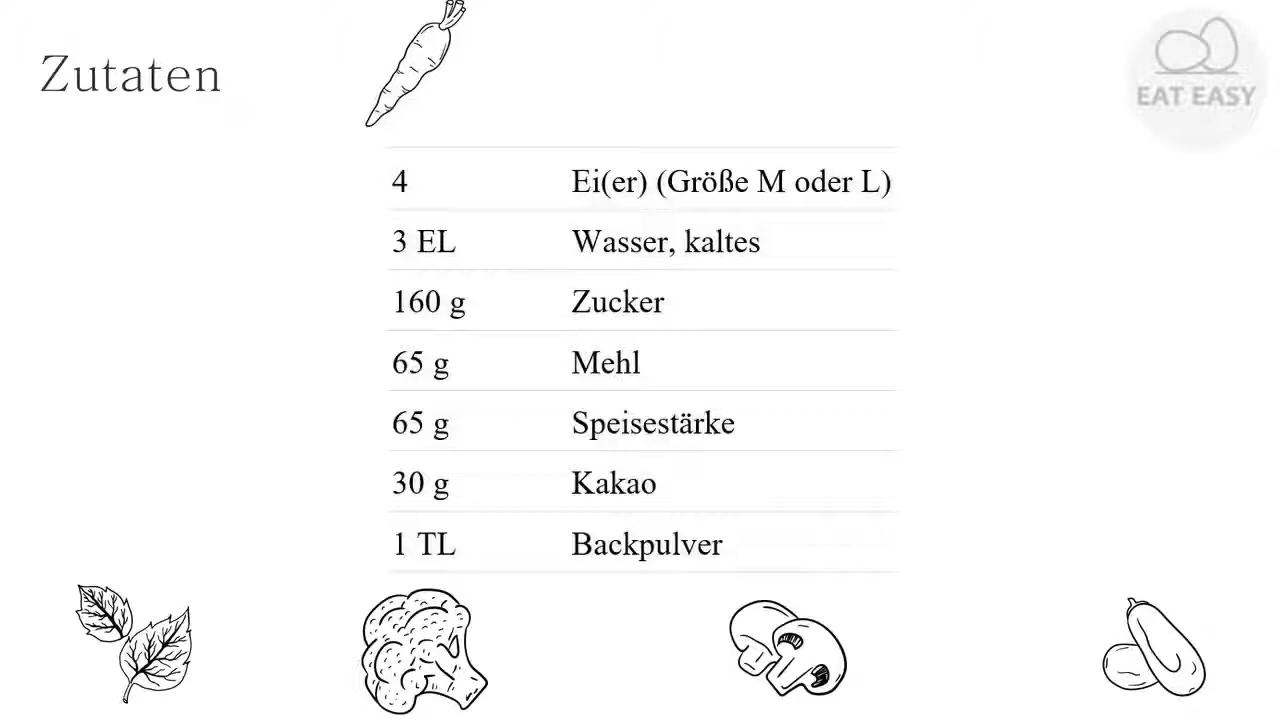 Zutaten
EAT EASY
4 Ei(er) (Größe M oder L)
3 EL Wasser, kaltes
160 g Zucker
65 g Mehl
65 g Speisestärke
30 g Kakao
1 TL Backpulver